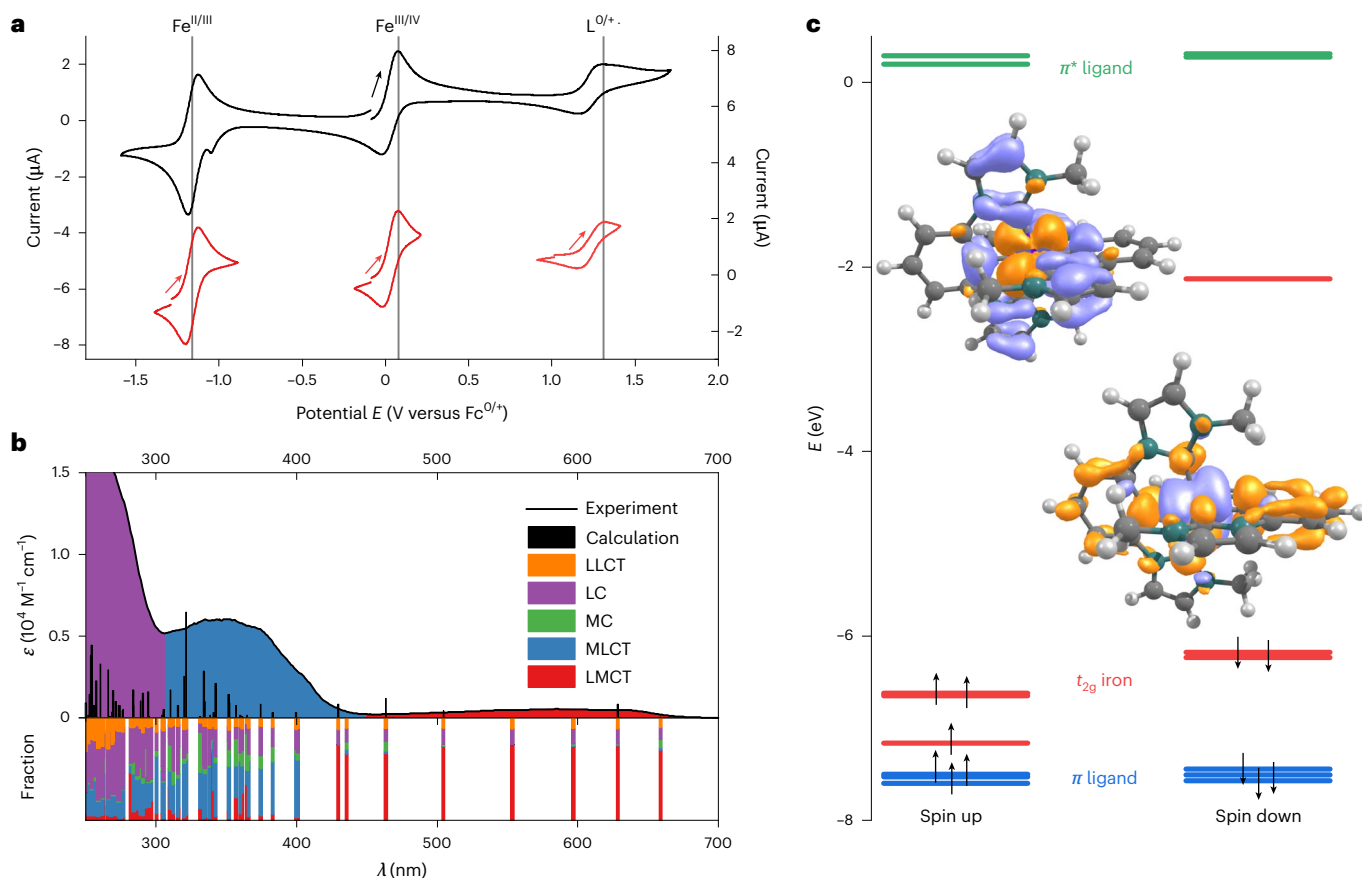 a
Fe^II/III
Fe^III/IV
L^0/+ ·
2
0
−2
−4
−6
−8
Current (μA)
8
6
4
2
0
−2
Current (μA)
−1.5
−1.0
−0.5
0
0.5
1.0
1.5
2.0
Potential E (V versus Fc^0/+)
b
300
400
500
600
700
1.5
1.0
0.5
0
ε (10^4 M^−1 cm^−1)
Experiment
Calculation
LLCT
LC
MC
MLCT
LMCT
Fraction
300
400
500
600
700
λ (nm)
c
0
−2
−4
−6
−8
E (eV)
π* ligand
t_2g iron
π ligand
Spin up
Spin down